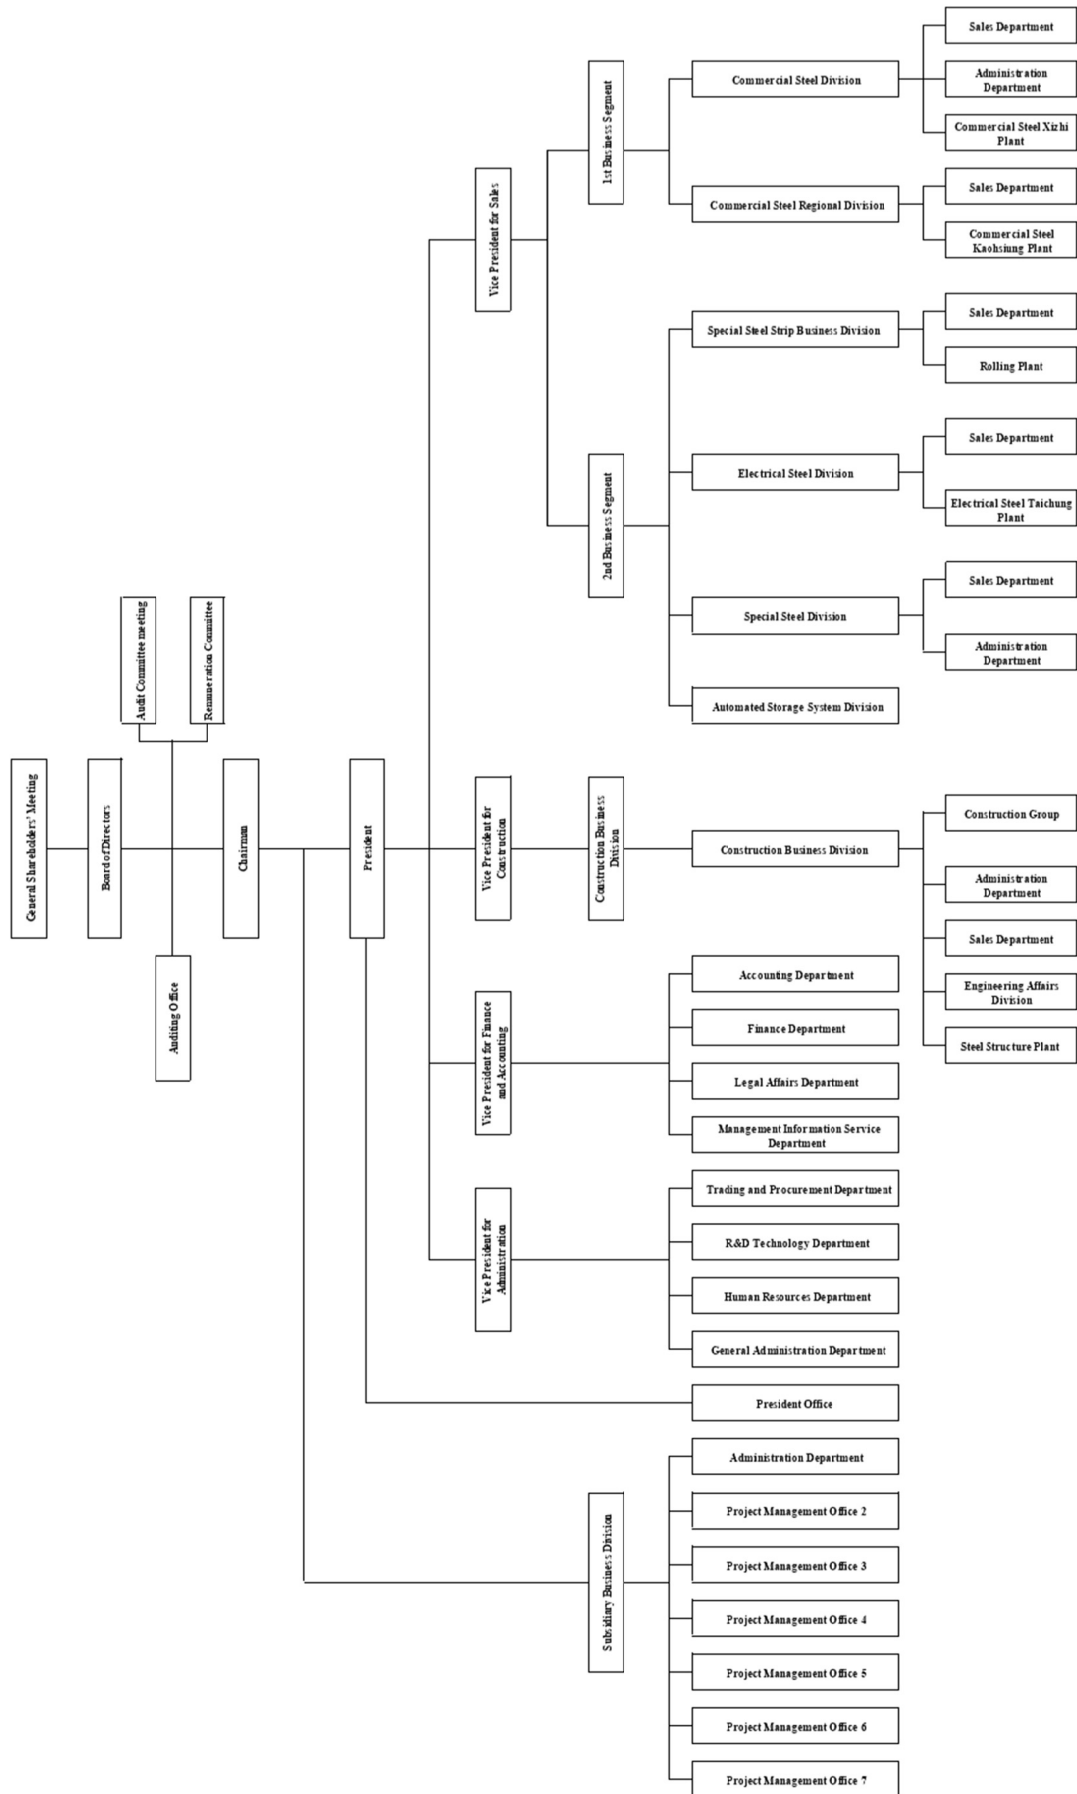 General Shareholders' Meeting
Board of Directors
Audit Committee meeting
Remuneration Committee
Auditing Office
Chairman
President
Vice President for Sales
1st Business Segment
Commercial Steel Division
Sales Department
Administration
Department
Commercial Steel Xizhi
Plant
Commercial Steel Regional Division
Sales Department
Commercial Steel
Kaohsiung Plant
2nd Business Segment
Special Steel Strip Business Division
Sales Department
Rolling Plant
Electrical Steel Division
Sales Department
Electrical Steel Taichung
Plant
Special Steel Division
Sales Department
Administration
Department
Automated Storage System Division
Vice President for
Construction
Construction Business
Division
Construction Business Division
Construction Group
Administration
Department
Sales Department
Engineering Affairs
Division
Steel Structure Plant
Vice President for Finance
and Accounting
Accounting Department
Finance Department
Legal Affairs Department
Management Information Service
Department
Vice President for
Administration
Trading and Procurement Department
R&D Technology Department
Human Resources Department
General Administration Department
President Office
Subsidiary Business Division
Administration Department
Project Management Office 2
Project Management Office 3
Project Management Office 4
Project Management Office 5
Project Management Office 6
Project Management Office 7